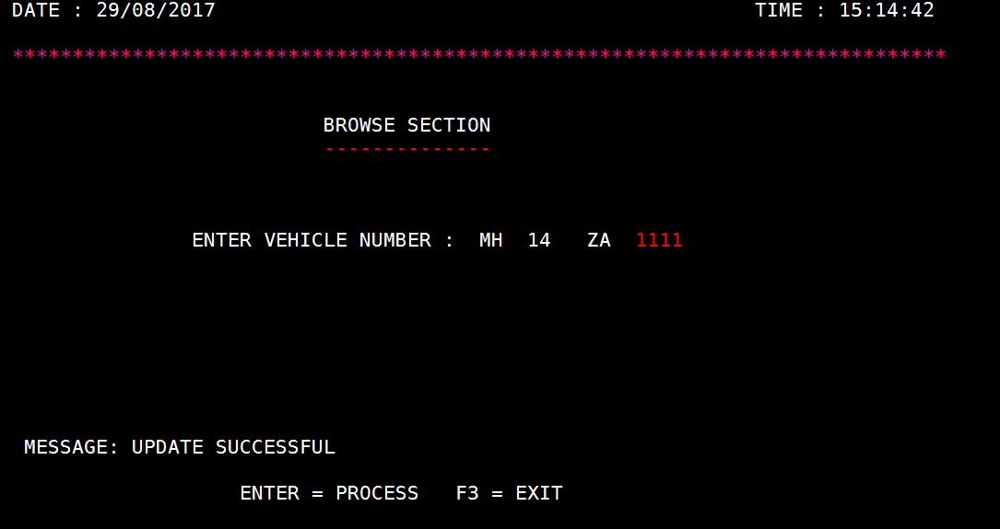 DATE : 29/08/2017 TIME : 15:14:42
******************************************************************************
BROWSE SECTION
--------------
ENTER VEHICLE NUMBER : MH 14 ZA 1111
MESSAGE: UPDATE SUCCESSFUL
ENTER = PROCESS F3 = EXIT